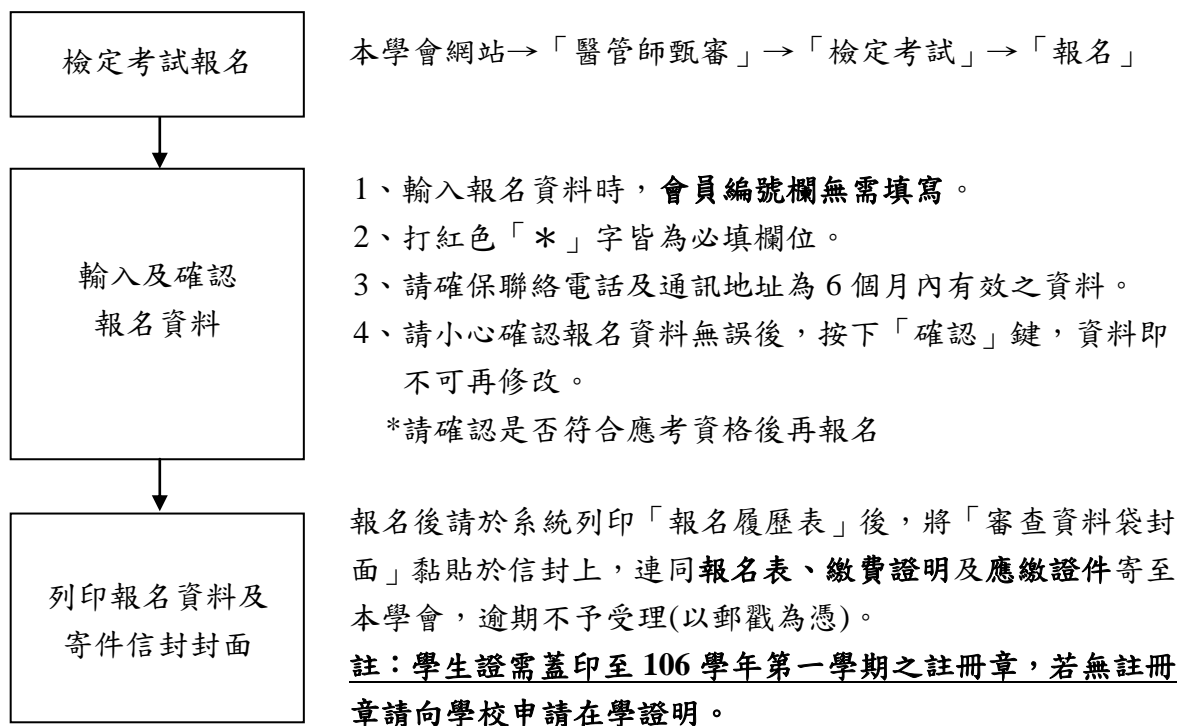 檢定考試報名
本學會網站→「醫管師甄審」→「檢定考試」→「報名」
輸入及確認
報名資料
1、輸入報名資料時，會員編號欄無需填寫。
2、打紅色「＊」字皆為必填欄位。
3、請確保聯絡電話及通訊地址為 6 個月內有效之資料。
4、請小心確認報名資料無誤後，按下「確認」鍵，資料即
不可再修改。
*請確認是否符合應考資格後再報名
列印報名資料及
寄件信封封面
報名後請於系統列印「報名履歷表」後，將「審查資料袋封
面」黏貼於信封上，連同報名表、繳費證明及應繳證件寄至
本學會，逾期不予受理(以郵戳為憑)。
註：學生證需蓋印至 106 學年第一學期之註冊章，若無註冊
章請向學校申請在學證明。